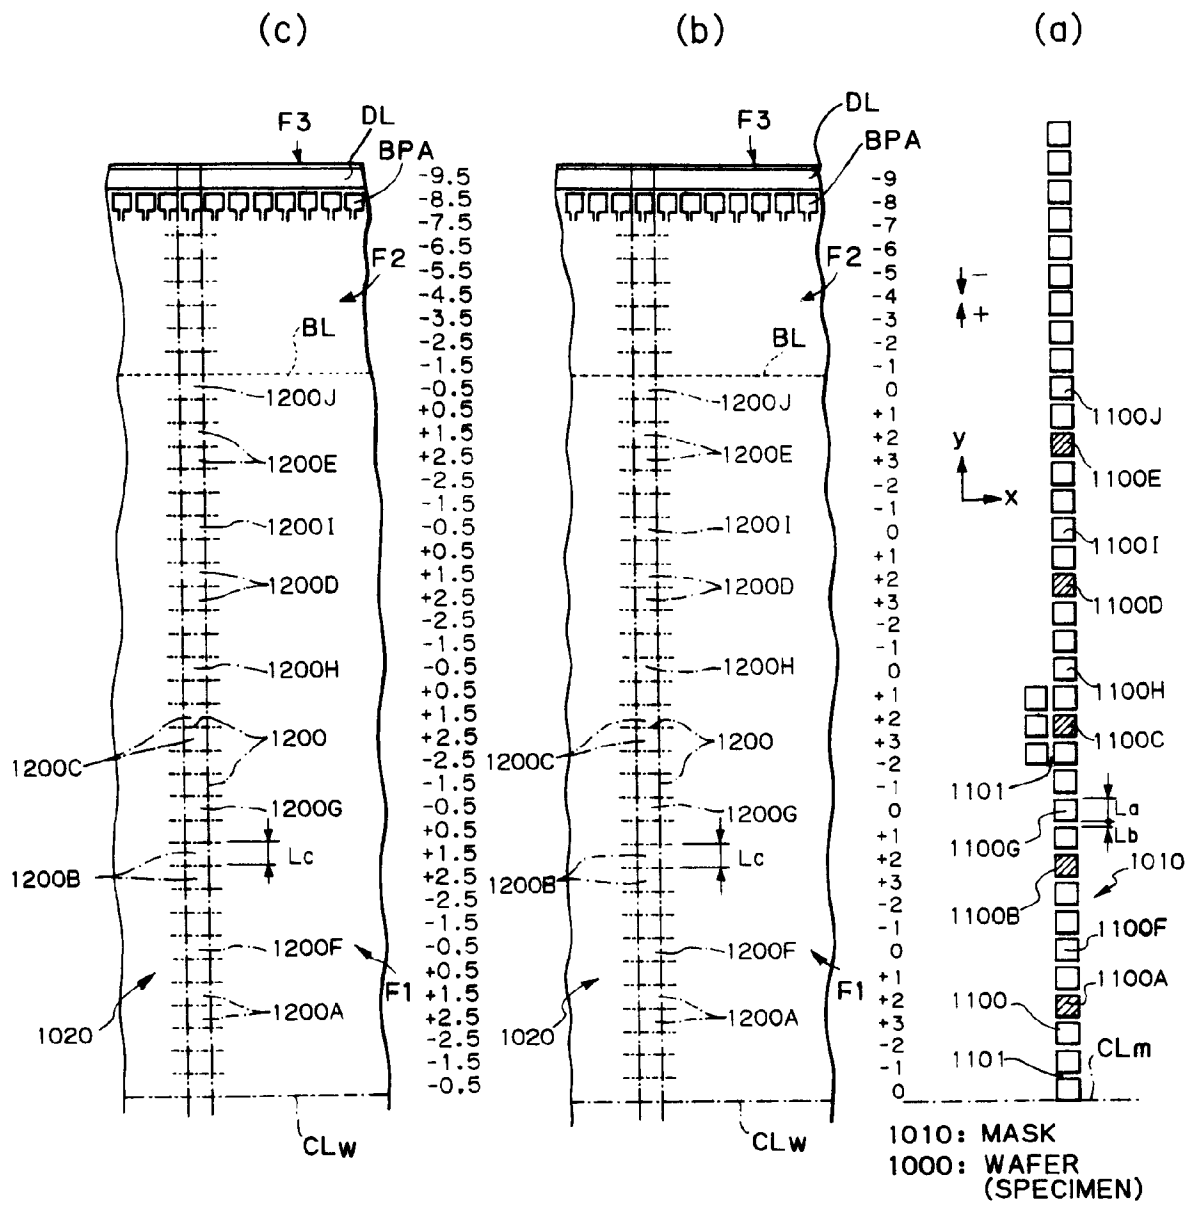 (c)
(b)
(a)
F3
DL
BPA
-9.5
-8.5
-7.5
-6.5
-5.5
-4.5
-3.5
-2.5
-1.5
-0.5
+0.5
+1.5
+2.5
-2.5
-1.5
-0.5
+0.5
+1.5
+2.5
-2.5
-1.5
-0.5
+0.5
+1.5
+2.5
-2.5
-1.5
-0.5
+0.5
+1.5
+2.5
-2.5
-1.5
-0.5
+0.5
+1.5
+2.5
-2.5
-1.5
-0.5
F2
BL
1200J
1200E
1200I
1200D
1200H
1200
1200C
1200G
Lc
1200B
1200F
F1
1200A
1020
CLw
F3
DL
BPA
-9
-8
-7
-6
-5
-4
-3
-2
-1
0
+1
+2
+3
-2
-1
0
+1
+2
+3
-2
-1
0
+1
+2
+3
-2
-1
0
+1
+2
+3
-2
-1
0
+1
+2
+3
-2
-1
0
F2
BL
1200J
1200E
1200I
1200D
1200H
1200
1200C
1200G
Lc
1200B
1200F
F1
1200A
1020
CLw
-
+
y
x
1100J
1100E
1100I
1100D
1100H
1100C
1101
La
Lb
1100G
1010
1100B
1100F
1100A
1100
1101
CLm
1010: MASK
1000: WAFER
(SPECIMEN)